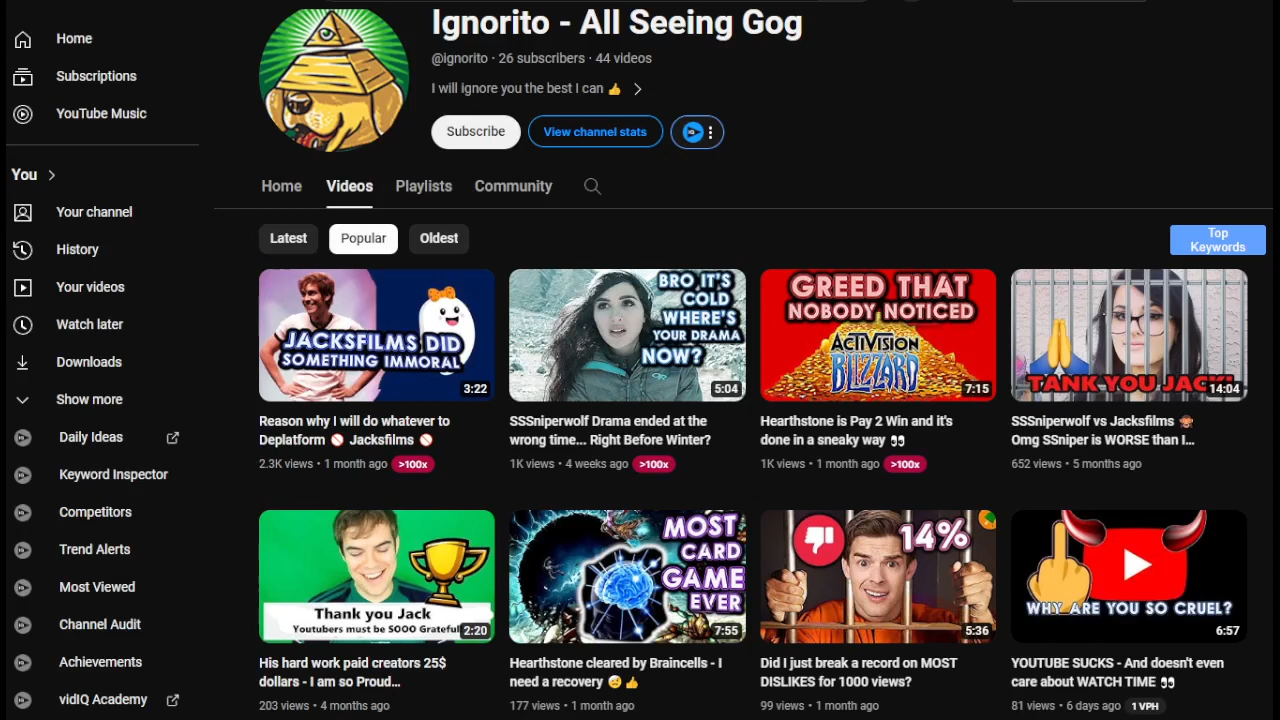 Ignorito - All Seeing Gog
@ignorito · 26 subscribers · 44 videos
I will ignore you the best I can 👍
Subscribe
View channel stats
Home
Subscriptions
YouTube Music
You
Your channel
History
Your videos
Watch later
Downloads
Show more
Daily Ideas
Keyword Inspector
Competitors
Trend Alerts
Most Viewed
Channel Audit
Achievements
vidIQ Academy
Home Videos Playlists Community
Latest Popular Oldest
Top
Keywords
JACKSFILMS DID
SOMETHING IMMORAL
3:22
Reason why I will do whatever to
Deplatform 🚫 Jacksfilms 🚫
2.3K views · 1 month ago >100x
BRO, IT'S
COLD
WHERE'S
YOUR DRAMA
NOW?
5:04
SSSniperwolf Drama ended at the
wrong time... Right Before Winter?
1K views · 4 weeks ago >100x
GREED THAT
NOBODY NOTICED
ACTIVISION
BLIZZARD
7:15
Hearthstone is Pay 2 Win and it's
done in a sneaky way 👀
1K views · 1 month ago >100x
TANK YOU JACK
14:04
SSSniperwolf vs Jacksfilms 🙊
Omg SSniper is WORSE than I...
652 views · 5 months ago
Thank you Jack
Youtubers must be SOOO Grateful
2:20
His hard work paid creators 25$
dollars - I am so Proud...
203 views · 4 months ago
MOST
CARD
GAME
EVER
7:55
Hearthstone cleared by Braincells - I
need a recovery 🤕👍
177 views · 1 month ago
14%
5:36
Did I just break a record on MOST
DISLIKES for 1000 views?
99 views · 1 month ago
WHY ARE YOU SO CRUEL?
6:57
YOUTUBE SUCKS - And doesn't even
care about WATCH TIME 👀
81 views · 6 days ago 1 VPH